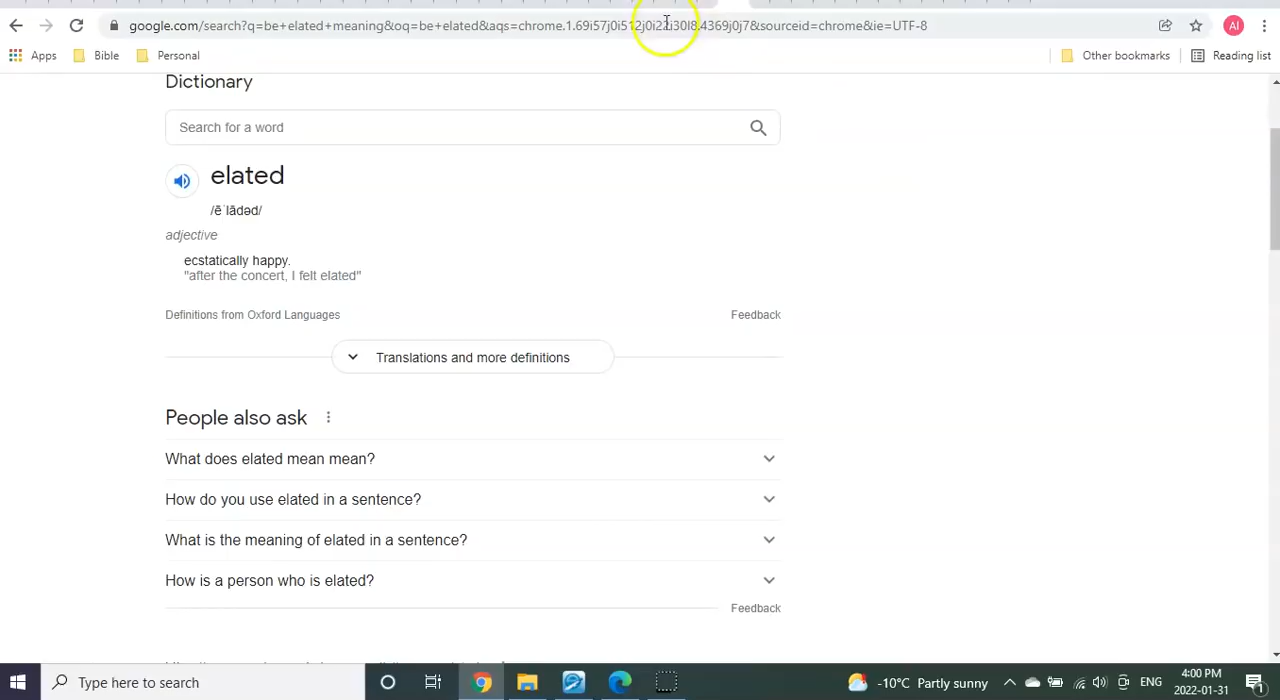 google.com/search?q=be+elated+meaning&oq=be+elated&aqs=chrome.1.69i57j0i512j0i22i30l8.4369j0j7&sourceid=chrome&ie=UTF-8
AI
Apps Bible Personal Other bookmarks Reading list
Dictionary
Search for a word
elated
/ēˈlādəd/
adjective
ecstatically happy.
"after the concert, I felt elated"
Definitions from Oxford Languages Feedback
Translations and more definitions
People also ask
What does elated mean mean?
How do you use elated in a sentence?
What is the meaning of elated in a sentence?
How is a person who is elated?
Feedback
Type here to search -10°C Partly sunny ENG 4:00 PM
2022-01-31
1